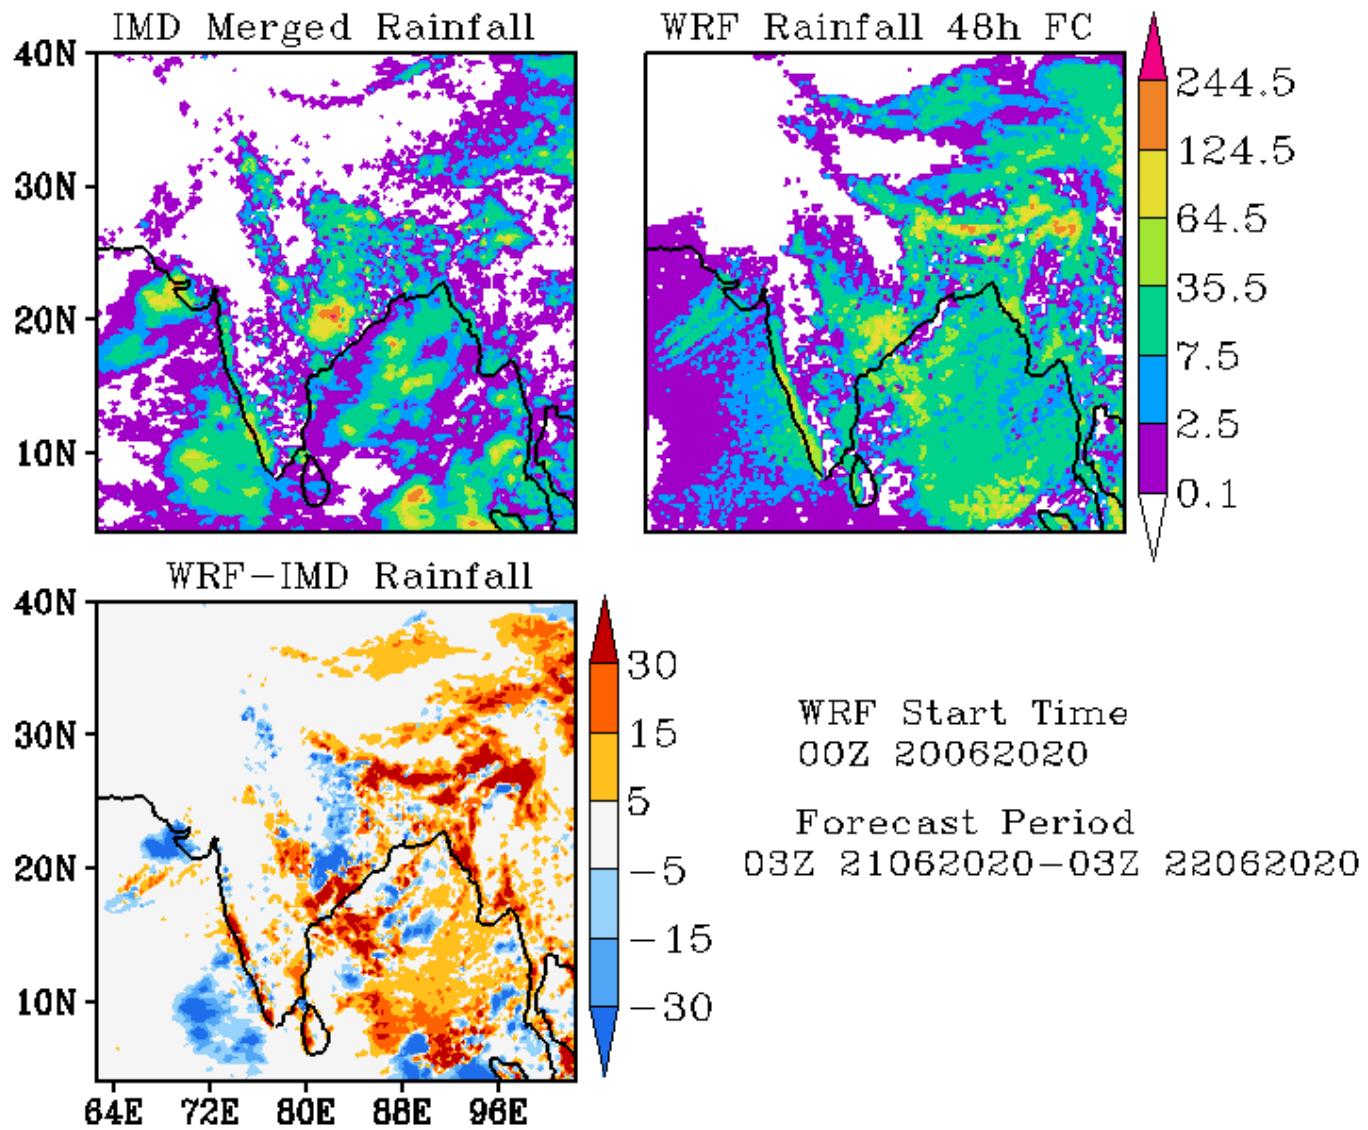 IMD Merged Rainfall
WRF Rainfall 48h FC
40N
30N
20N
10N
244.5
124.5
64.5
35.5
7.5
2.5
0.1
WRF-IMD Rainfall
40N
30N
20N
10N
64E 72E 80E 88E 96E
30
15
5
-5
-15
-30
WRF Start Time
00Z 20062020
Forecast Period
03Z 21062020-03Z 22062020